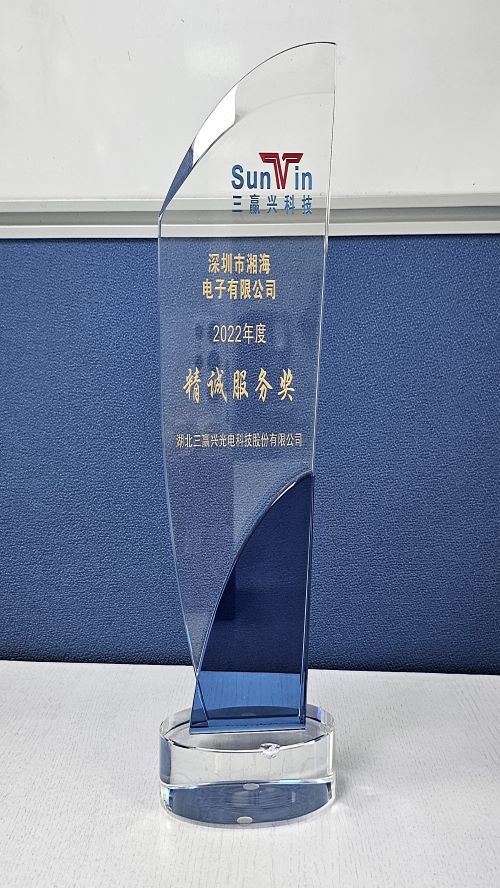 SunVin
三赢兴科技
深圳市湘海
电子有限公司
2022年度
精诚服务奖
湖北三赢兴光电科技股份有限公司